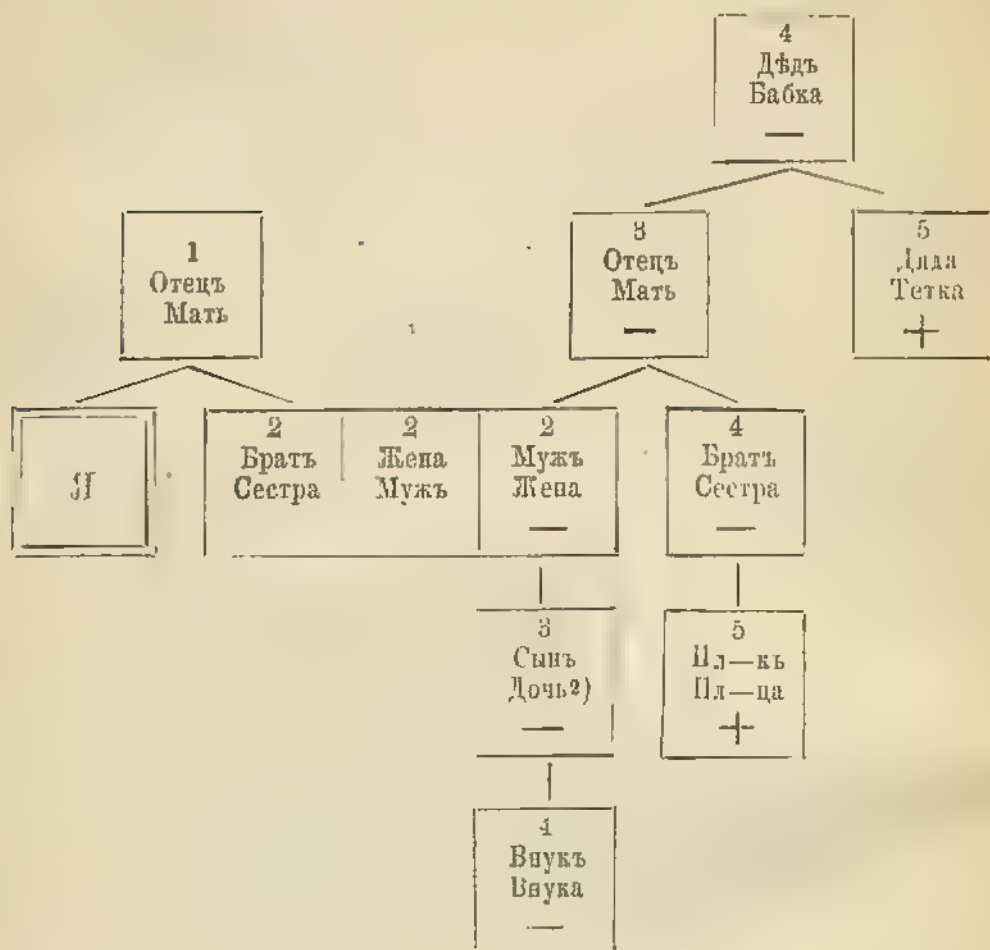 4
Дѣдъ
Бабка
—
1
Отецъ
Мать
3
Отецъ
Мать
—
5
Дядя
Тетка
+
Я
2
Братъ
Сестра
2
Жена
Мужъ
2
Мужъ
Жена
—
4
Братъ
Сестра
—
3
Сынъ
Дочь2)
—
5
Пл—къ
Пл—ца
+
4
Внукъ
Внука
—